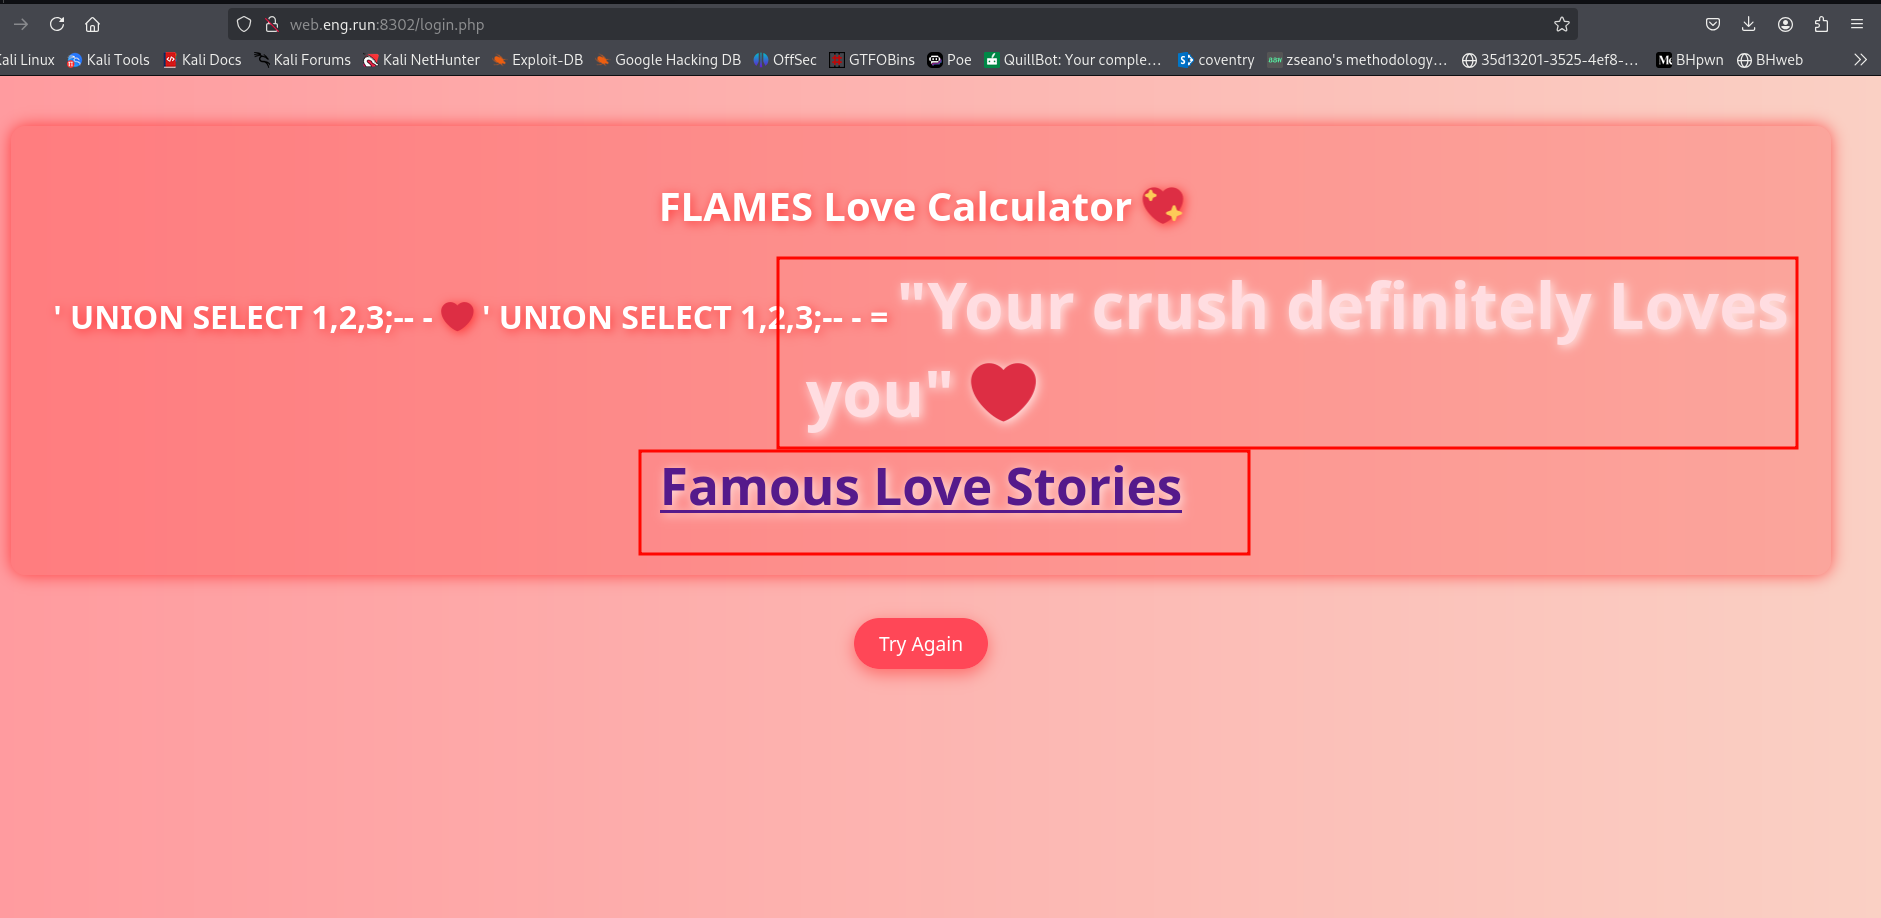 web.eng.run:8302/login.php
ali Linux Kali Tools Kali Docs Kali Forums Kali NetHunter Exploit-DB Google Hacking DB OffSec GTFOBins Poe QuillBot: Your comple… coventry zseano's methodology… 35d13201-3525-4ef8-… BHpwn BHweb
FLAMES Love Calculator 💖
' UNION SELECT 1,2,3;-- - ❤ ' UNION SELECT 1,2,3;-- - = "Your crush definitely Loves
you" ❤
Famous Love Stories
Try Again